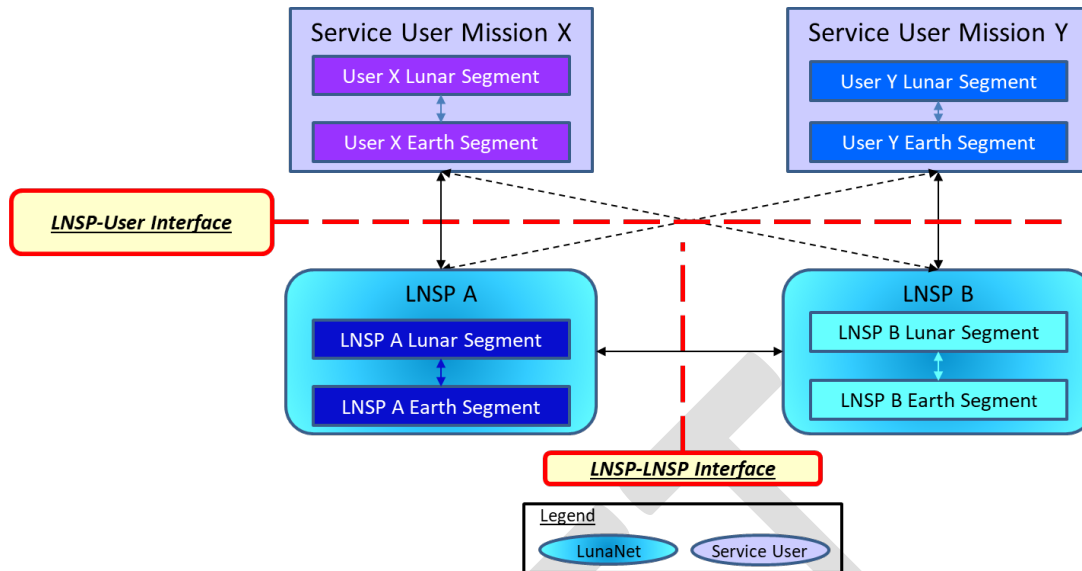 Service User Mission X
User X Lunar Segment
User X Earth Segment
Service User Mission Y
User Y Lunar Segment
User Y Earth Segment
LNSP-User Interface
LNSP A
LNSP A Lunar Segment
LNSP A Earth Segment
LNSP B
LNSP B Lunar Segment
LNSP B Earth Segment
LNSP-LNSP Interface
Legend
LunaNet
Service User